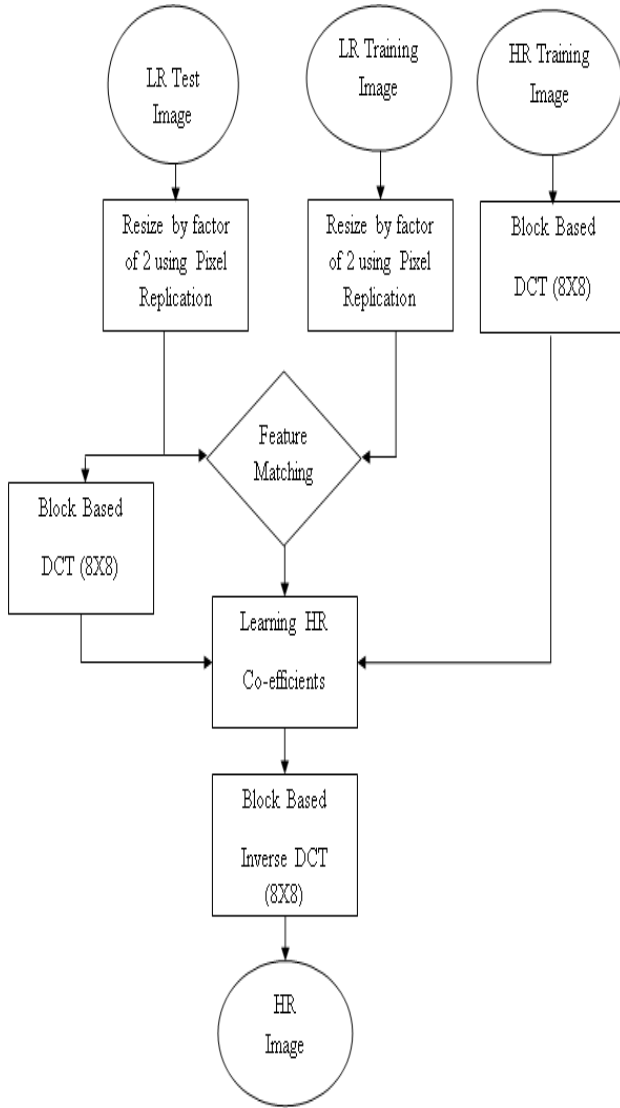 LR Test
Image
LR Training
Image
HR Training
Image
Resize by factor
of 2 using Pixel
Replication
Resize by factor
of 2 using Pixel
Replication
Block Based
DCT (8X8)
Feature
Matching
Block Based
DCT (8X8)
Learning HR
Co-efficients
Block Based
Inverse DCT
(8X8)
HR
Image